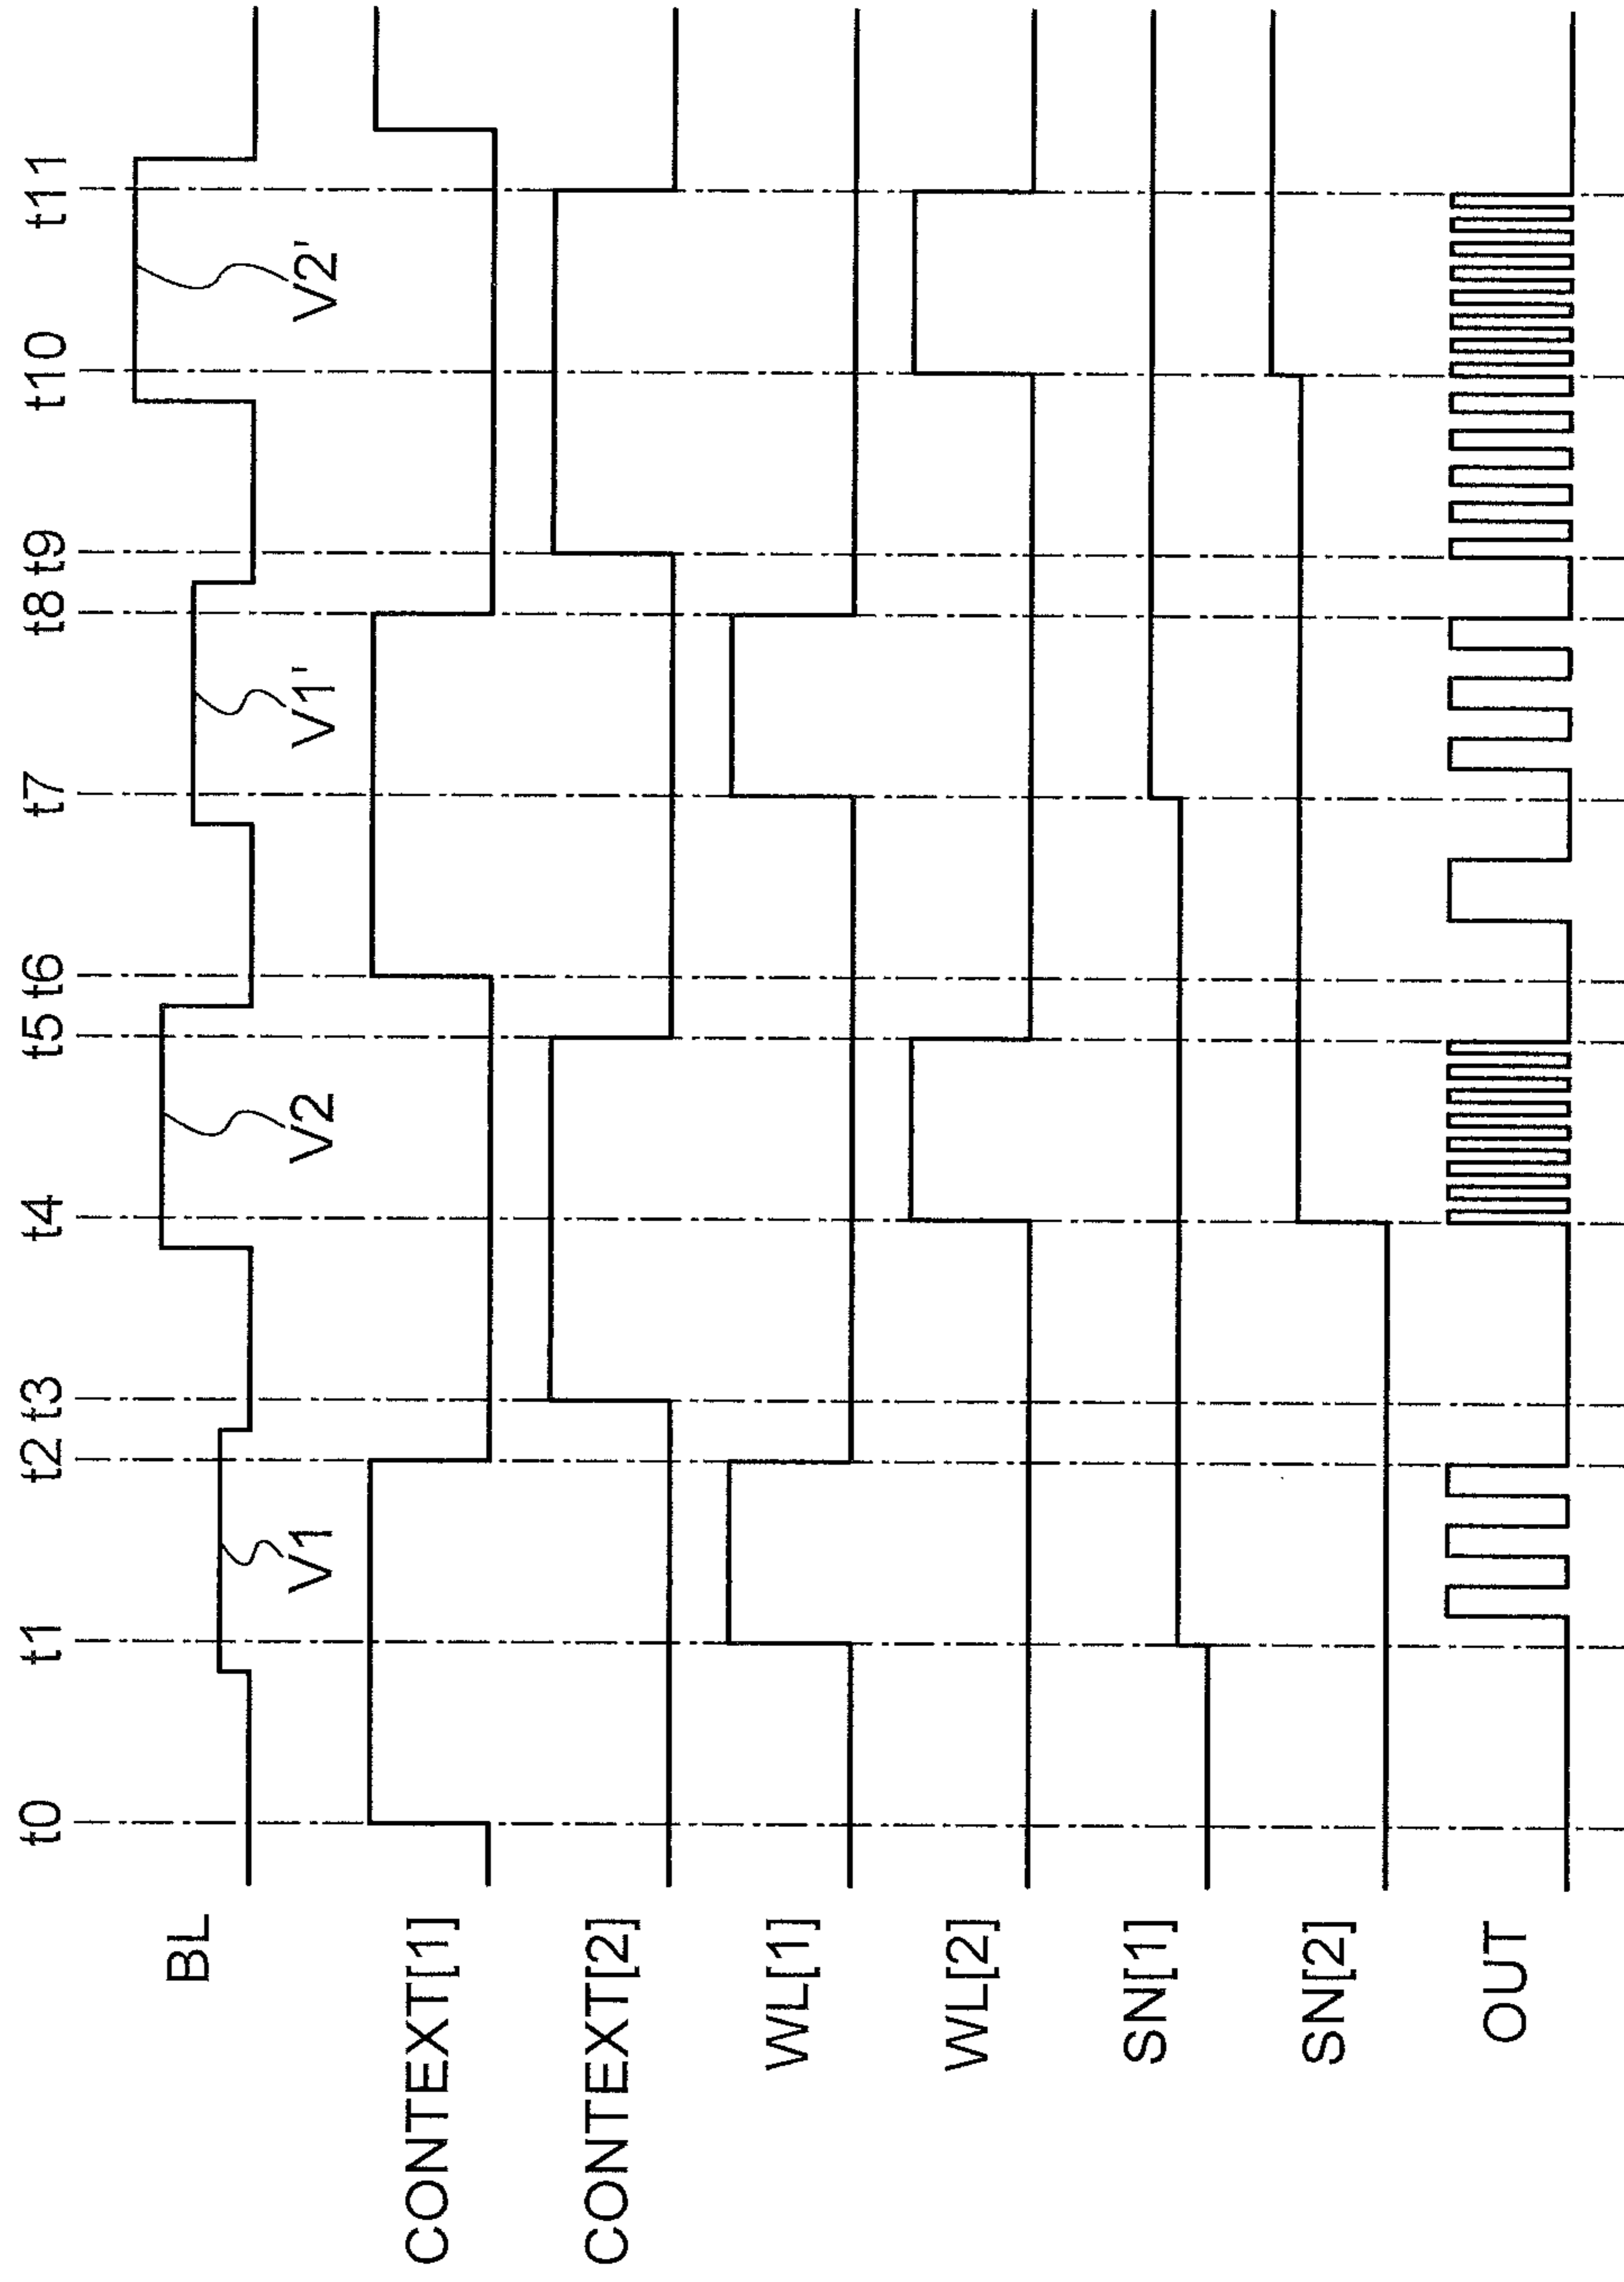 t0 t1 t2 t3 t4 t5 t6 t7 t8 t9 t10 t11
BL
V1 V2 V1' V2'
CONTEXT[1]
CONTEXT[2]
WL[1]
WL[2]
SN[1]
SN[2]
OUT